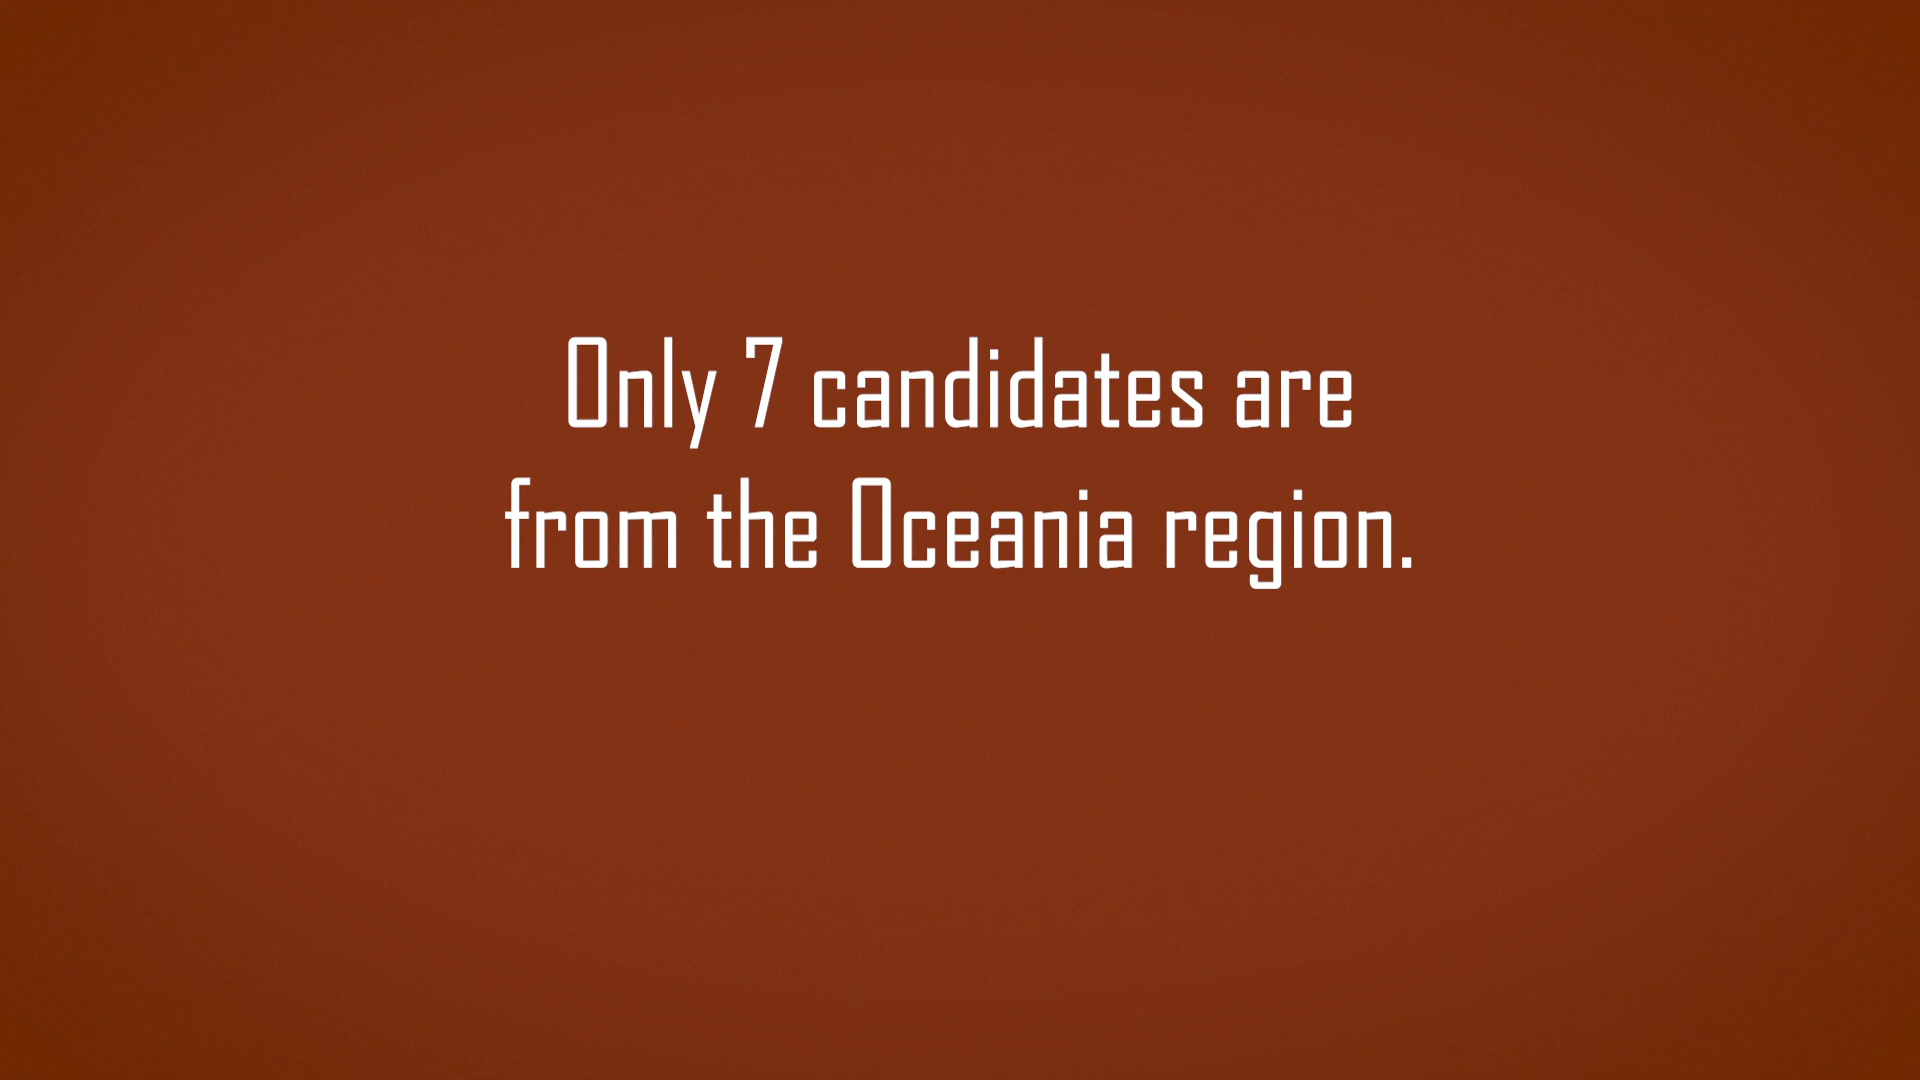 Only 7 candidates are
from the Oceania region.